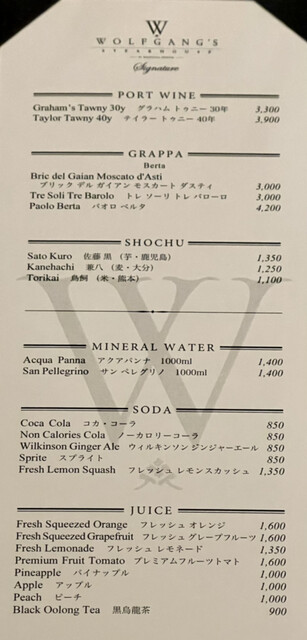 W
WOLFGANG'S
STEAKHOUSE
Signature
PORT WINE
Graham's Tawny 30y グラハム トゥニー 30年 3,300
Taylor Tawny 40y テイラー トゥニー 40年 3,900
GRAPPA
Berta
Bric del Gaian Moscato d'Asti
ブリック デル ガイアン モスカート ダスティ 3,000
Tre Soli Tre Barolo トレ ソーリ トレ バローロ 3,000
Paolo Berta パオロ ベルタ 4,200
SHOCHU
Sato Kuro 佐藤 黒 (芋・鹿児島) 1,350
Kanehachi 兼八 (麦・大分) 1,250
Torikai 鳥飼 (米・熊本) 1,100
MINERAL WATER
Acqua Panna アクアパンナ 1000ml 1,400
San Pellegrino サン ペレグリノ 1000ml 1,400
SODA
Coca Cola コカ・コーラ 850
Non Calories Cola ノーカロリーコーラ 850
Wilkinson Ginger Ale ウィルキンソン ジンジャーエール 850
Sprite スプライト 850
Fresh Lemon Squash フレッシュ レモンスカッシュ 1,350
JUICE
Fresh Squeezed Orange フレッシュ オレンジ 1,600
Fresh Squeezed Grapefruit フレッシュ グレープフルーツ 1,600
Fresh Lemonade フレッシュ レモネード 1,350
Premium Fruit Tomato プレミアムフルーツトマト 1,600
Pineapple パイナップル 1,000
Apple アップル 1,000
Peach ピーチ 1,000
Black Oolong Tea 黒烏龍茶 900